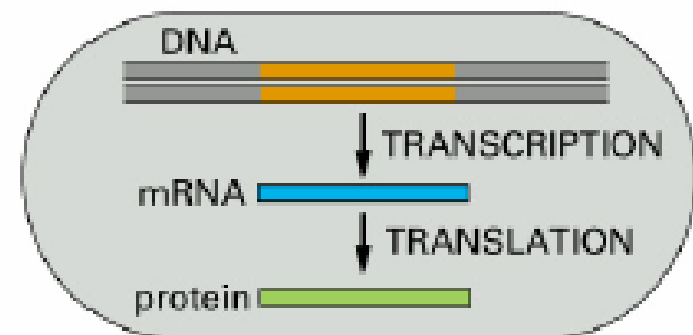 DNA
TRANSCRIPTION
mRNA
TRANSLATION
protein